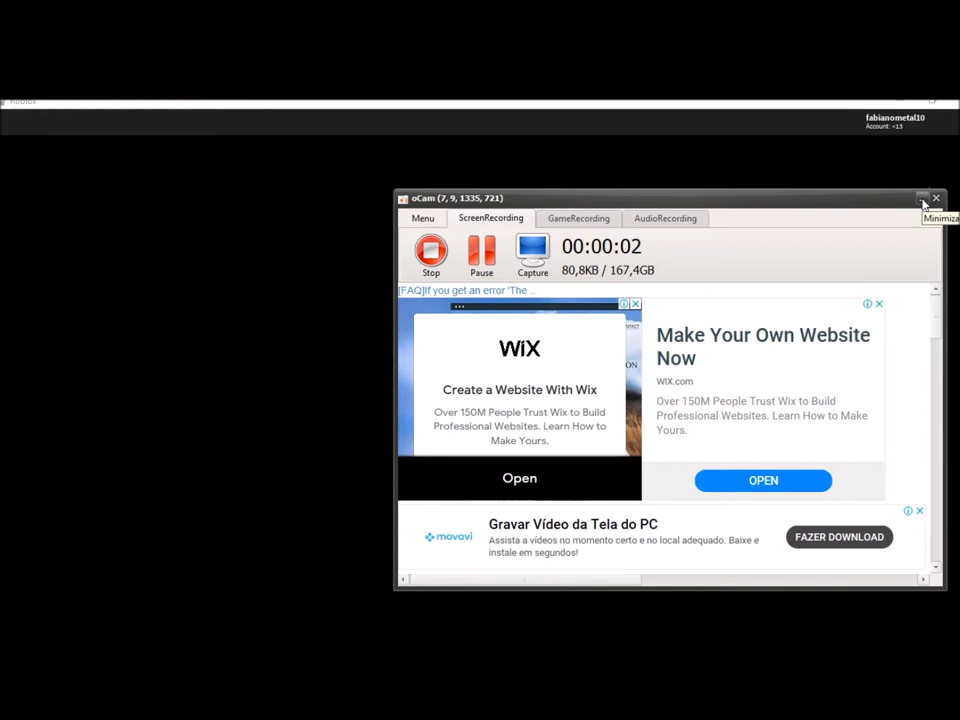 Roblox
fabianometal10
Account: <13
oCam (7, 9, 1335, 721)
Minimiza
Menu
ScreenRecording
GameRecording
AudioRecording
Stop
Pause
Capture
00:00:02
80,8KB / 167,4GB
[FAQ]If you get an error 'The ..
WiX
Create a Website With Wix
Over 150M People Trust Wix to Build
Professional Websites. Learn How to
Make Yours.
Open
Make Your Own Website
Now
WIX.com
Over 150M People Trust Wix to Build
Professional Websites. Learn How to Make
Yours.
OPEN
movavi
Gravar Vídeo da Tela do PC
Assista a vídeos no momento certo e no local adequado. Baixe e
instale em segundos!
FAZER DOWNLOAD